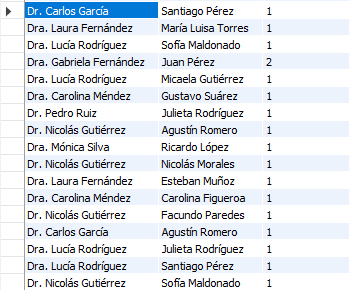 Dr. Carlos García Santiago Pérez 1
Dra. Laura Fernández María Luisa Torres 1
Dra. Lucía Rodríguez Sofía Maldonado 1
Dra. Gabriela Fernández Juan Pérez 2
Dra. Lucía Rodríguez Micaela Gutiérrez 1
Dra. Carolina Méndez Gustavo Suárez 1
Dr. Pedro Ruiz Julieta Rodríguez 1
Dr. Nicolás Gutiérrez Agustín Romero 1
Dra. Mónica Silva Ricardo López 1
Dr. Nicolás Gutiérrez Nicolás Morales 1
Dra. Laura Fernández Esteban Muñoz 1
Dra. Carolina Méndez Carolina Figueroa 1
Dr. Nicolás Gutiérrez Facundo Paredes 1
Dr. Carlos García Agustín Romero 1
Dra. Lucía Rodríguez Julieta Rodríguez 1
Dra. Lucía Rodríguez Santiago Pérez 1
Dr. Nicolás Gutiérrez Sofía Maldonado 1